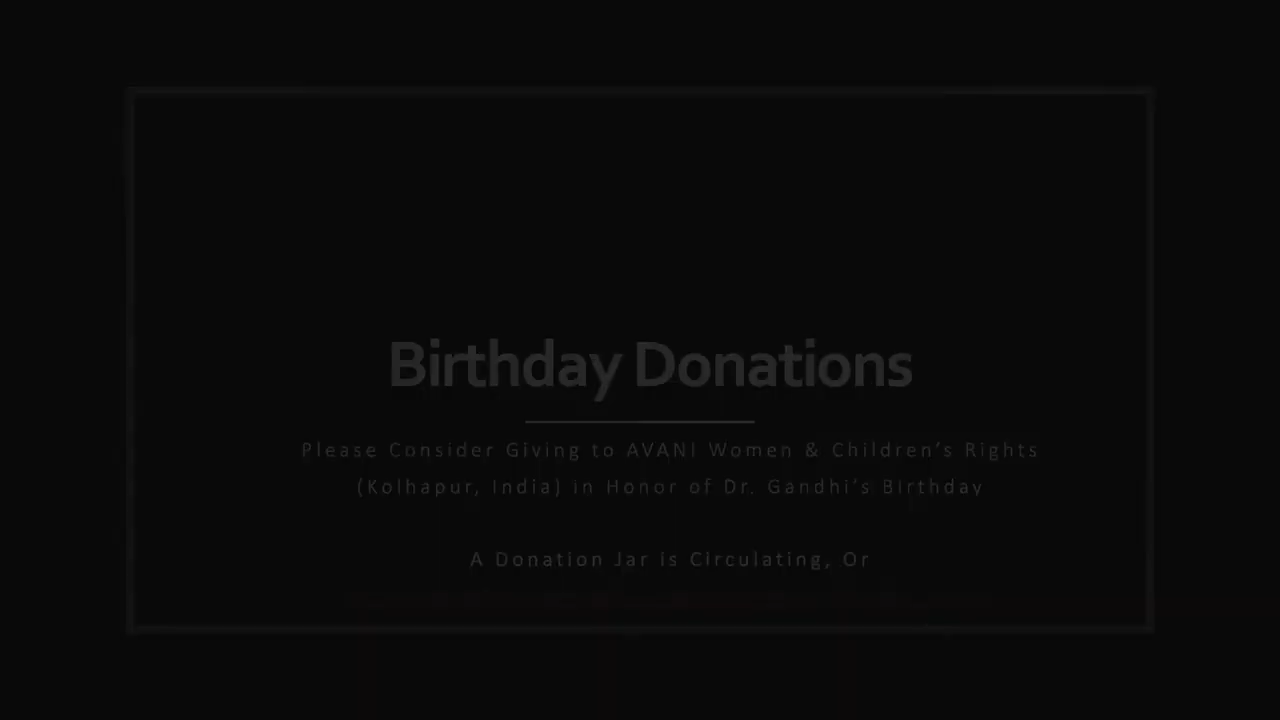 Birthday Donations
Please Consider Giving to AVANI Women & Children’s Rights
(Kolhapur, India) in Honor of Dr. Gandhi’s Birthday
A Donation Jar is Circulating, Or